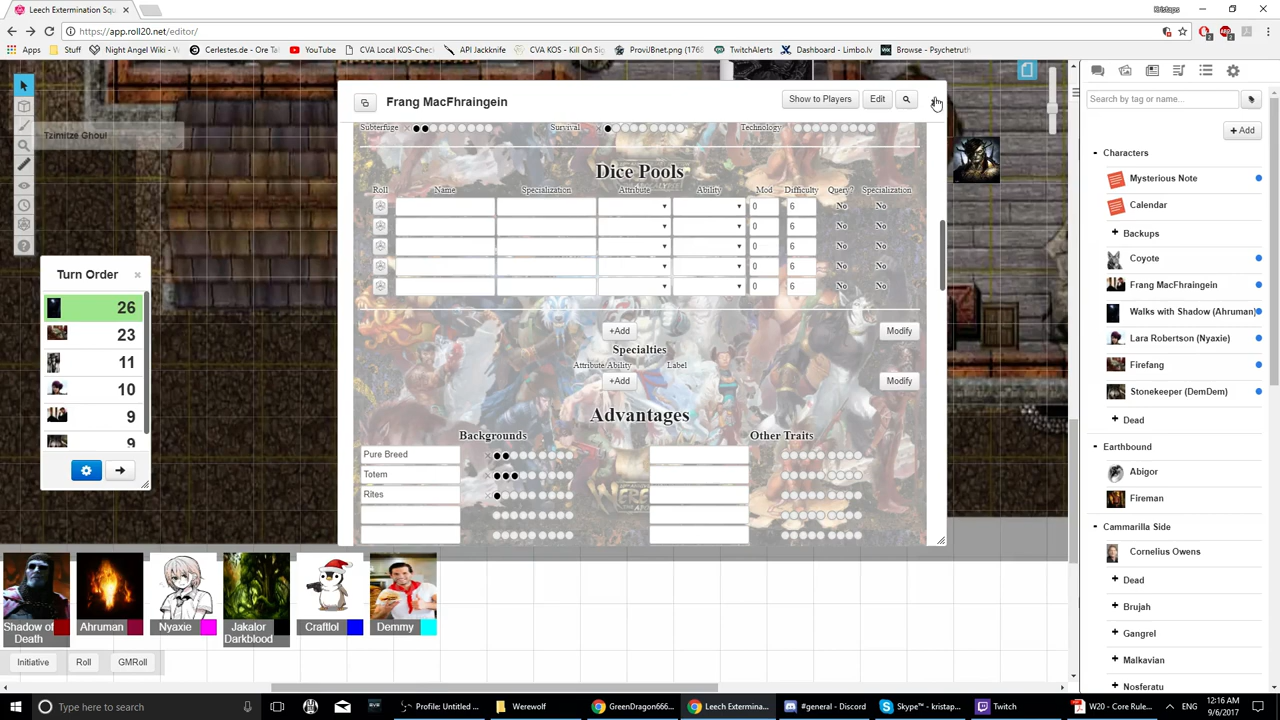 Leech Extermination Squ
Kristaps
https://app.roll20.net/editor/
Apps Stuff Night Angel Wiki - W Cerlestes.de - Ore Ta YouTube CVA Local KOS-Check API Jackknife CVA KOS - Kill On Sig ProviJ8net.png (1768 TwitchAlerts Dashboard - Limbo.lv Browse - Psychetruth
Frang MacFhraingein
Show to Players Edit
Search by tag or name...
+ Add
Tzimitze Ghoul
Subterfuge Survival Technology
Dice Pools
Roll Name Specialization Attribute Ability Mod Difficulty Query? Specialization
0 6 No No
0 6 No No
0 6 No No
0 6 No No
0 6 No No
+Add Modify
Specialties
Attribute/Ability Label
+Add Modify
Advantages
Backgrounds Other Traits
Pure Breed
Totem
Rites
Turn Order
26
23
11
10
9
9
Characters
Mysterious Note
Calendar
Backups
Coyote
Frang MacFhraingein
Walks with Shadow (Ahruman)
Lara Robertson (Nyaxie)
Firefang
Stonekeeper (DemDem)
Dead
Earthbound
Abigor
Fireman
Cammarilla Side
Cornelius Owens
Dead
Brujah
Gangrel
Malkavian
Nosferatu
Shadow of Death
Ahruman
Nyaxie
Jakalor Darkblood
Craftlol
Demmy
Initiative Roll GMRoll
Type here to search
Profile: Untitled ...
Werewolf
GreenDragon666...
Leech Extermina...
#general - Discord
Skype™ - kristap...
Twitch
W20 - Core Rule...
ENG
12:16 AM
9/6/2017